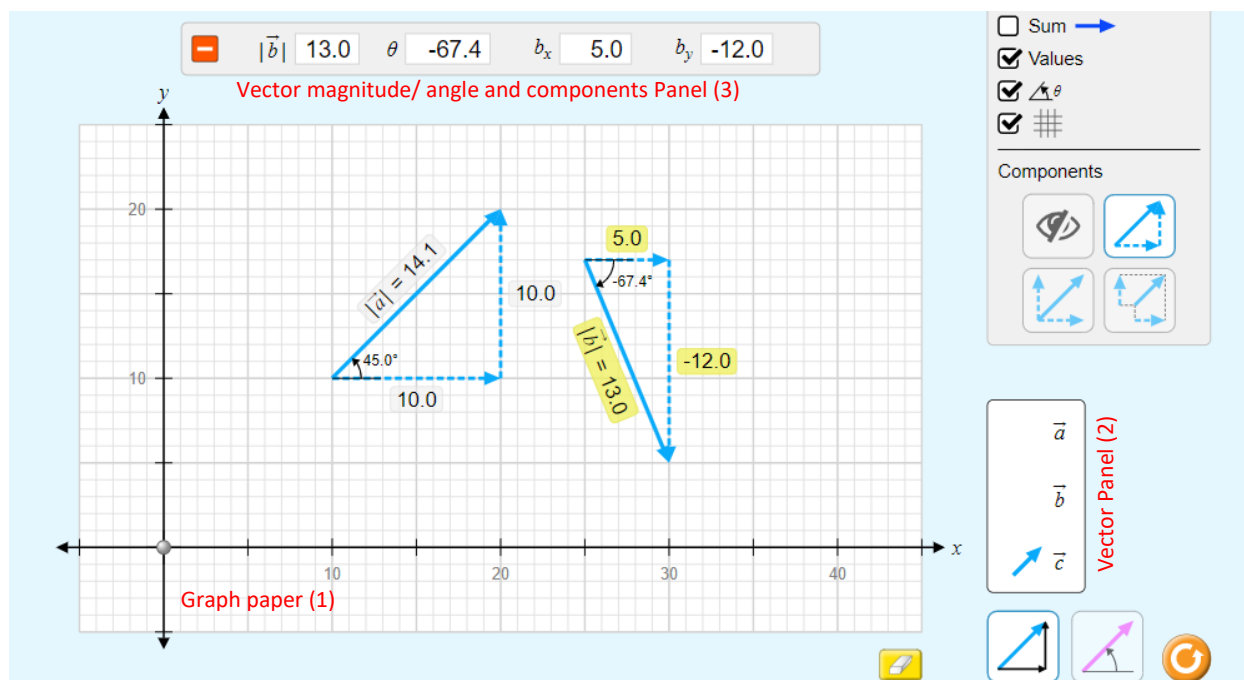 |b⃗| 13.0 θ -67.4 bₓ 5.0 b_y -12.0
Vector magnitude/ angle and components Panel (3)
Sum
Values
θ
Components
y
20
10
|a⃗| = 14.1
45.0°
10.0
10.0
5.0
-67.4°
|b⃗| = 13.0
-12.0
x
10 20 30 40
Graph paper (1)
a⃗
b⃗
c⃗
Vector Panel (2)